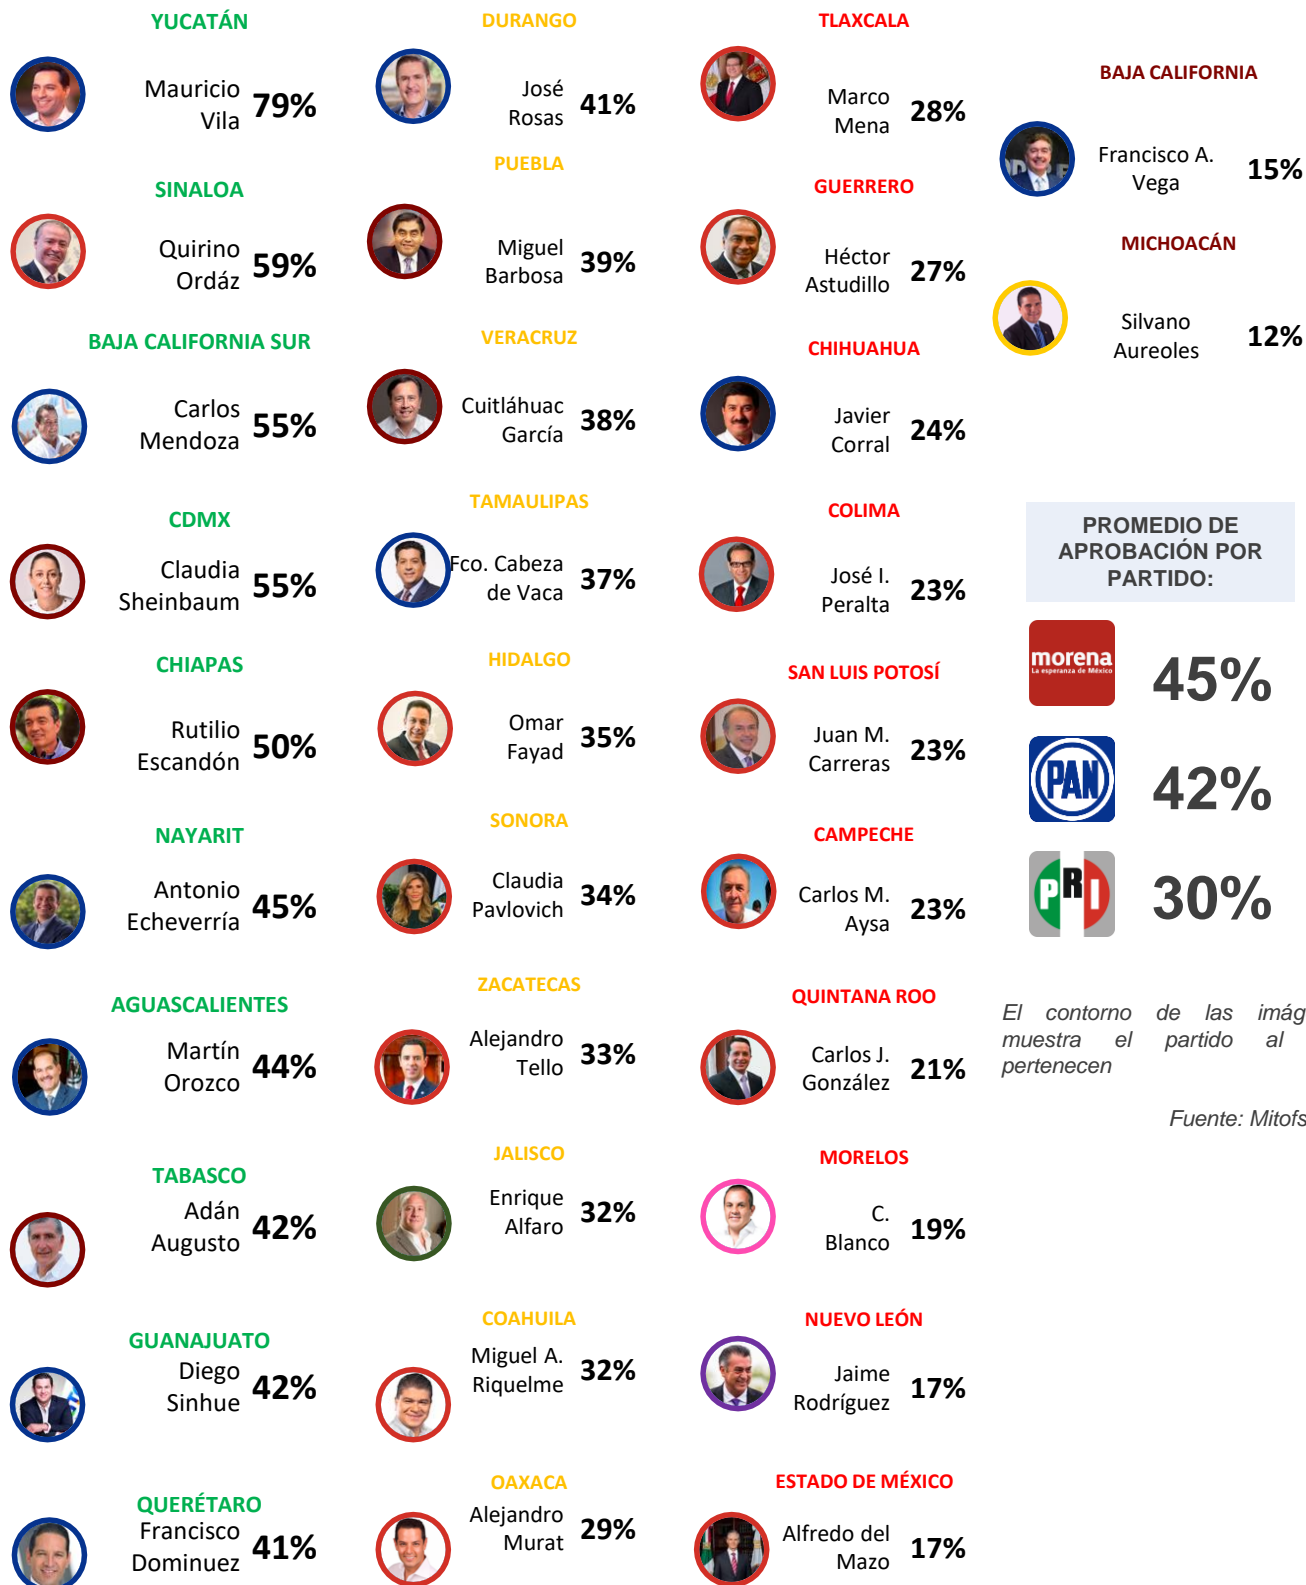 YUCATÁN
Mauricio
Vila
79%
SINALOA
Quirino
Ordáz
59%
BAJA CALIFORNIA SUR
Carlos
Mendoza
55%
CDMX
Claudia
Sheinbaum
55%
CHIAPAS
Rutilio
Escandón
50%
NAYARIT
Antonio
Echeverría
45%
AGUASCALIENTES
Martín
Orozco
44%
TABASCO
Adán
Augusto
42%
GUANAJUATO
Diego
Sinhue
42%
QUERÉTARO
Francisco
Dominuez
41%
DURANGO
José
Rosas
41%
PUEBLA
Miguel
Barbosa
39%
VERACRUZ
Cuitláhuac
García
38%
TAMAULIPAS
Fco. Cabeza
de Vaca
37%
HIDALGO
Omar
Fayad
35%
SONORA
Claudia
Pavlovich
34%
ZACATECAS
Alejandro
Tello
33%
JALISCO
Enrique
Alfaro
32%
COAHUILA
Miguel A.
Riquelme
32%
OAXACA
Alejandro
Murat
29%
TLAXCALA
Marco
Mena
28%
GUERRERO
Héctor
Astudillo
27%
CHIHUAHUA
Javier
Corral
24%
COLIMA
José I.
Peralta
23%
SAN LUIS POTOSÍ
Juan M.
Carreras
23%
CAMPECHE
Carlos M.
Aysa
23%
QUINTANA ROO
Carlos J.
González
21%
MORELOS
C.
Blanco
19%
NUEVO LEÓN
Jaime
Rodríguez
17%
ESTADO DE MÉXICO
Alfredo del
Mazo
17%
BAJA CALIFORNIA
Francisco A.
Vega
15%
MICHOACÁN
Silvano
Aureoles
12%
PROMEDIO DE
APROBACIÓN POR
PARTIDO:
morena
La esperanza de México
45%
PAN
42%
PRI
30%
El contorno de las imág
muestra el partido al
pertenecen
Fuente: Mitofs